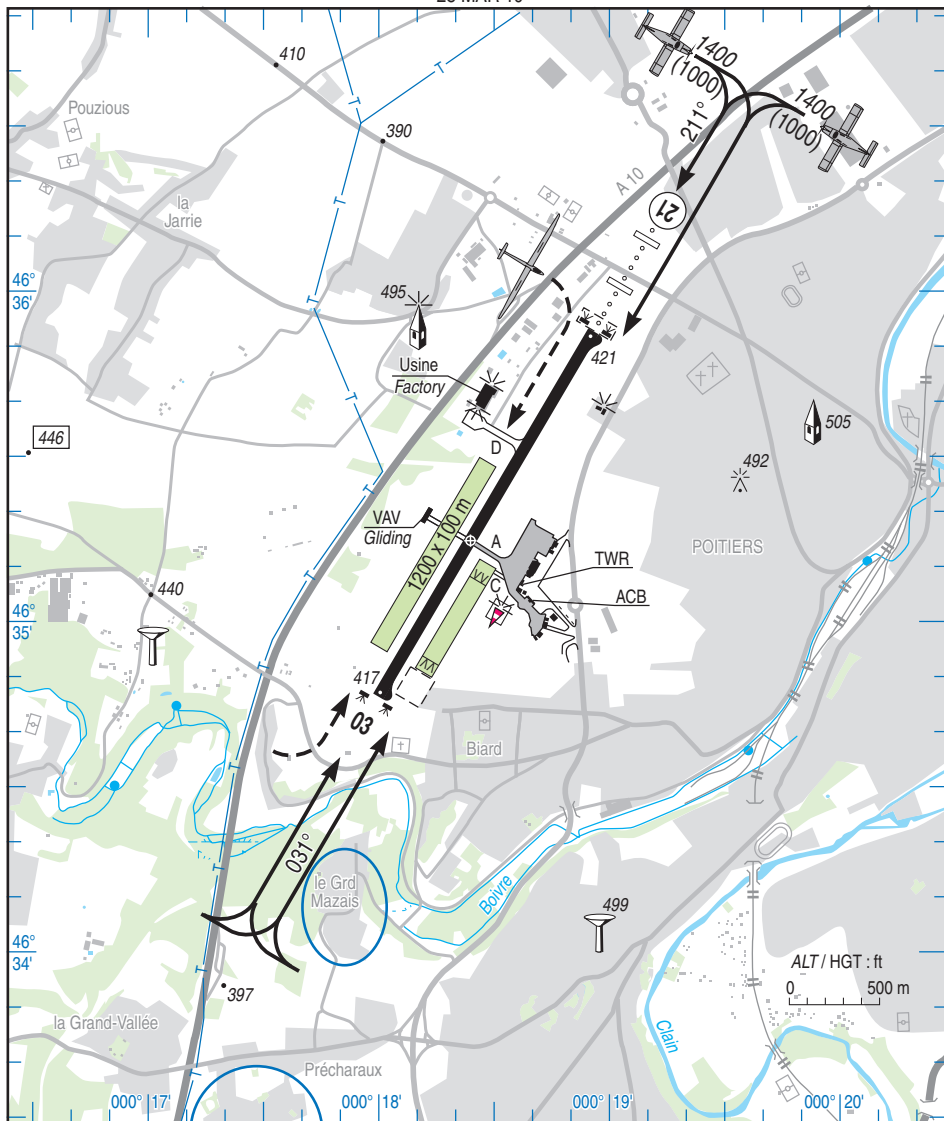 410
1400
(1000)
1400
(1000)
211°
Pouzious
390
A 10
la
Jarrie
21
46°
36'
495
421
Usine
Factory
505
446
D
492
VAV
Gliding
1200 x 100 m
A
POITIERS
TWR
C
ACB
440
46°
35'
417
03
Biard
031°
le Grd
Mazais
Boivre
499
46°
34'
ALT / HGT : ft
0 500 m
397
la Grand-Vallée
Clain
Précharaux
000° 17' 000° 18' 000° 19' 000° 20'